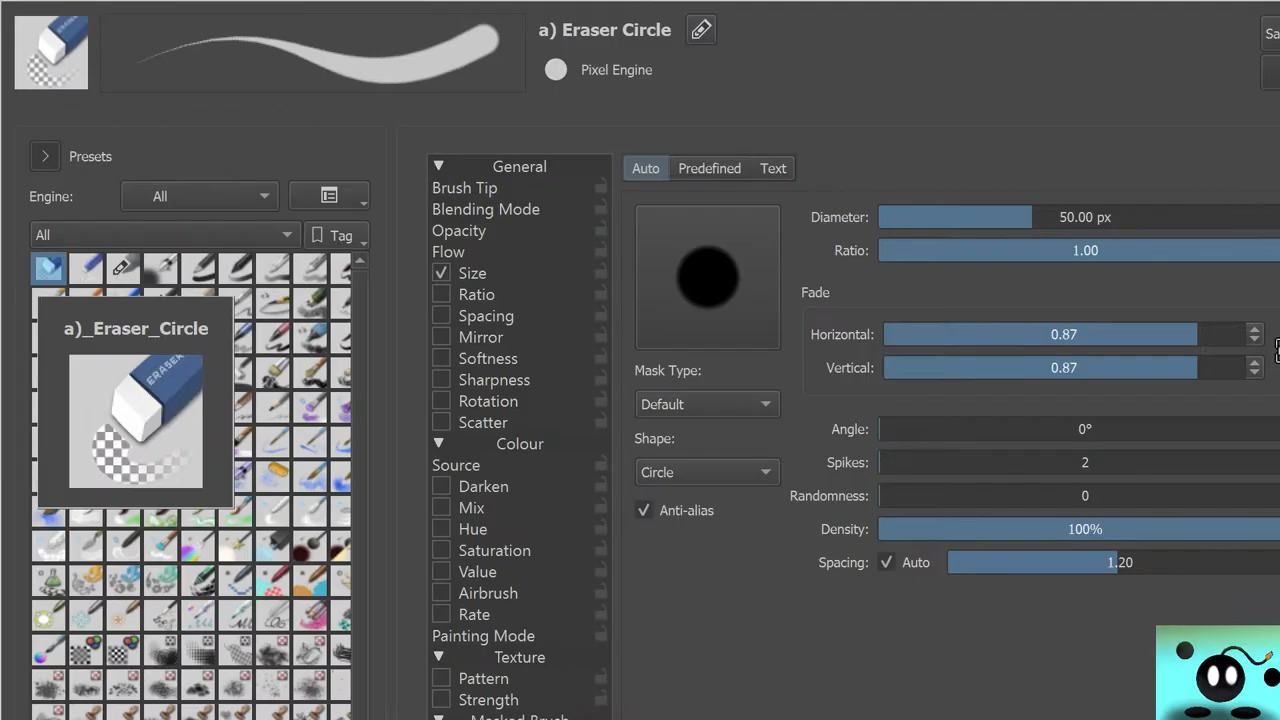 a) Eraser Circle
Pixel Engine
Sa
Presets
Engine:
All
All
Tag
a)_Eraser_Circle
ERASER
General
Brush Tip
Blending Mode
Opacity
Flow
Size
Ratio
Spacing
Mirror
Softness
Sharpness
Rotation
Scatter
Colour
Source
Darken
Mix
Hue
Saturation
Value
Airbrush
Rate
Painting Mode
Texture
Pattern
Strength
Masked Brush
Auto Predefined Text
Mask Type:
Default
Shape:
Circle
Anti-alias
Diameter: 50.00 px
Ratio: 1.00
Fade
Horizontal: 0.87
Vertical: 0.87
Angle: 0°
Spikes: 2
Randomness: 0
Density: 100%
Spacing: Auto 1.20